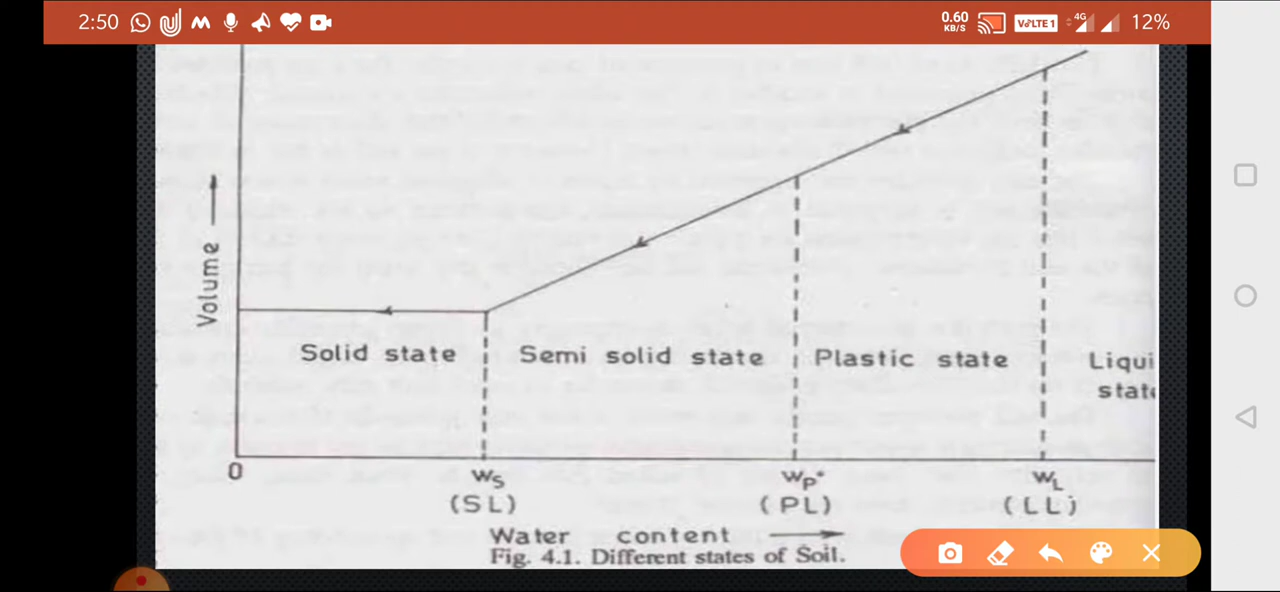 2:50
0.60
KB/S
VoLTE 1
4G
12%
Volume
Solid state
Semi solid state
Plastic state
Liqui
state
0
wS
wP
wL
(SL)
(PL)
(LL)
Water content
Fig. 4.1. Different states of Soil.